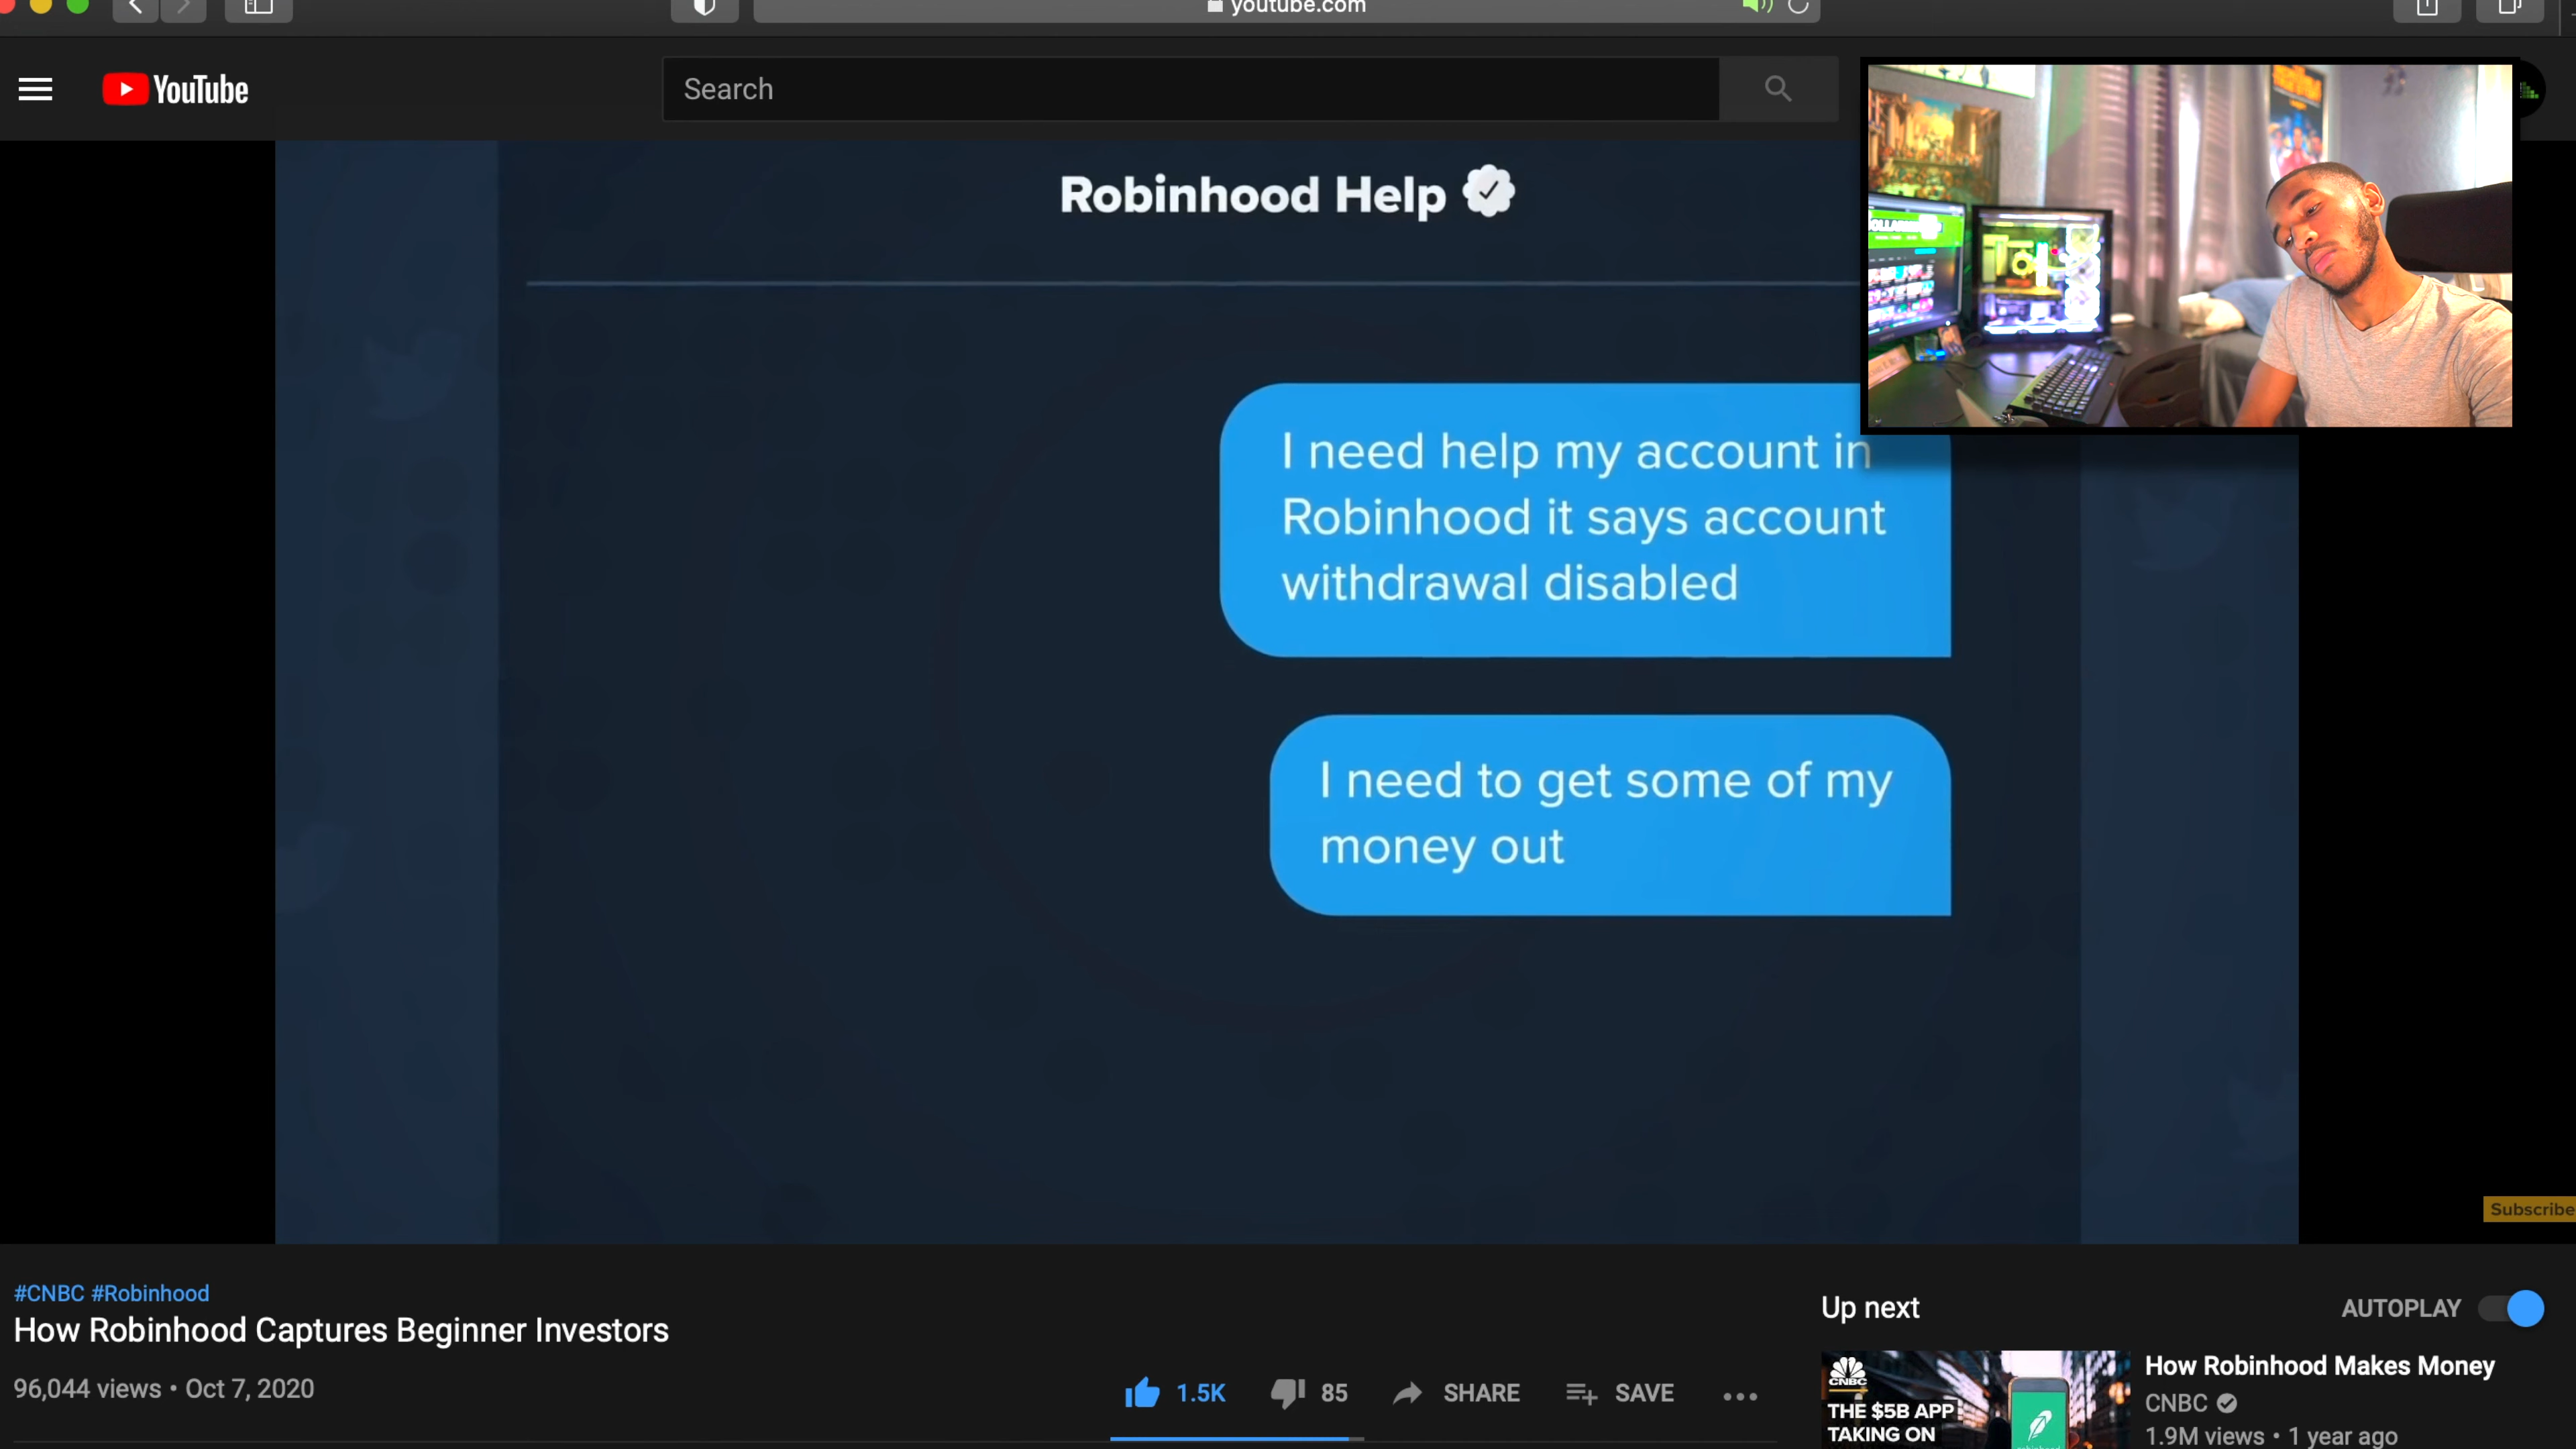 youtube.com
YouTube
Search
Robinhood Help
I need help my account in
Robinhood it says account
withdrawal disabled
I need to get some of my
money out
Subscribe
#CNBC #Robinhood
How Robinhood Captures Beginner Investors
96,044 views • Oct 7, 2020
1.5K
85
SHARE
SAVE
Up next
AUTOPLAY
CNBC
THE $5B APP
TAKING ON
How Robinhood Makes Money
CNBC
1.9M views • 1 year ago